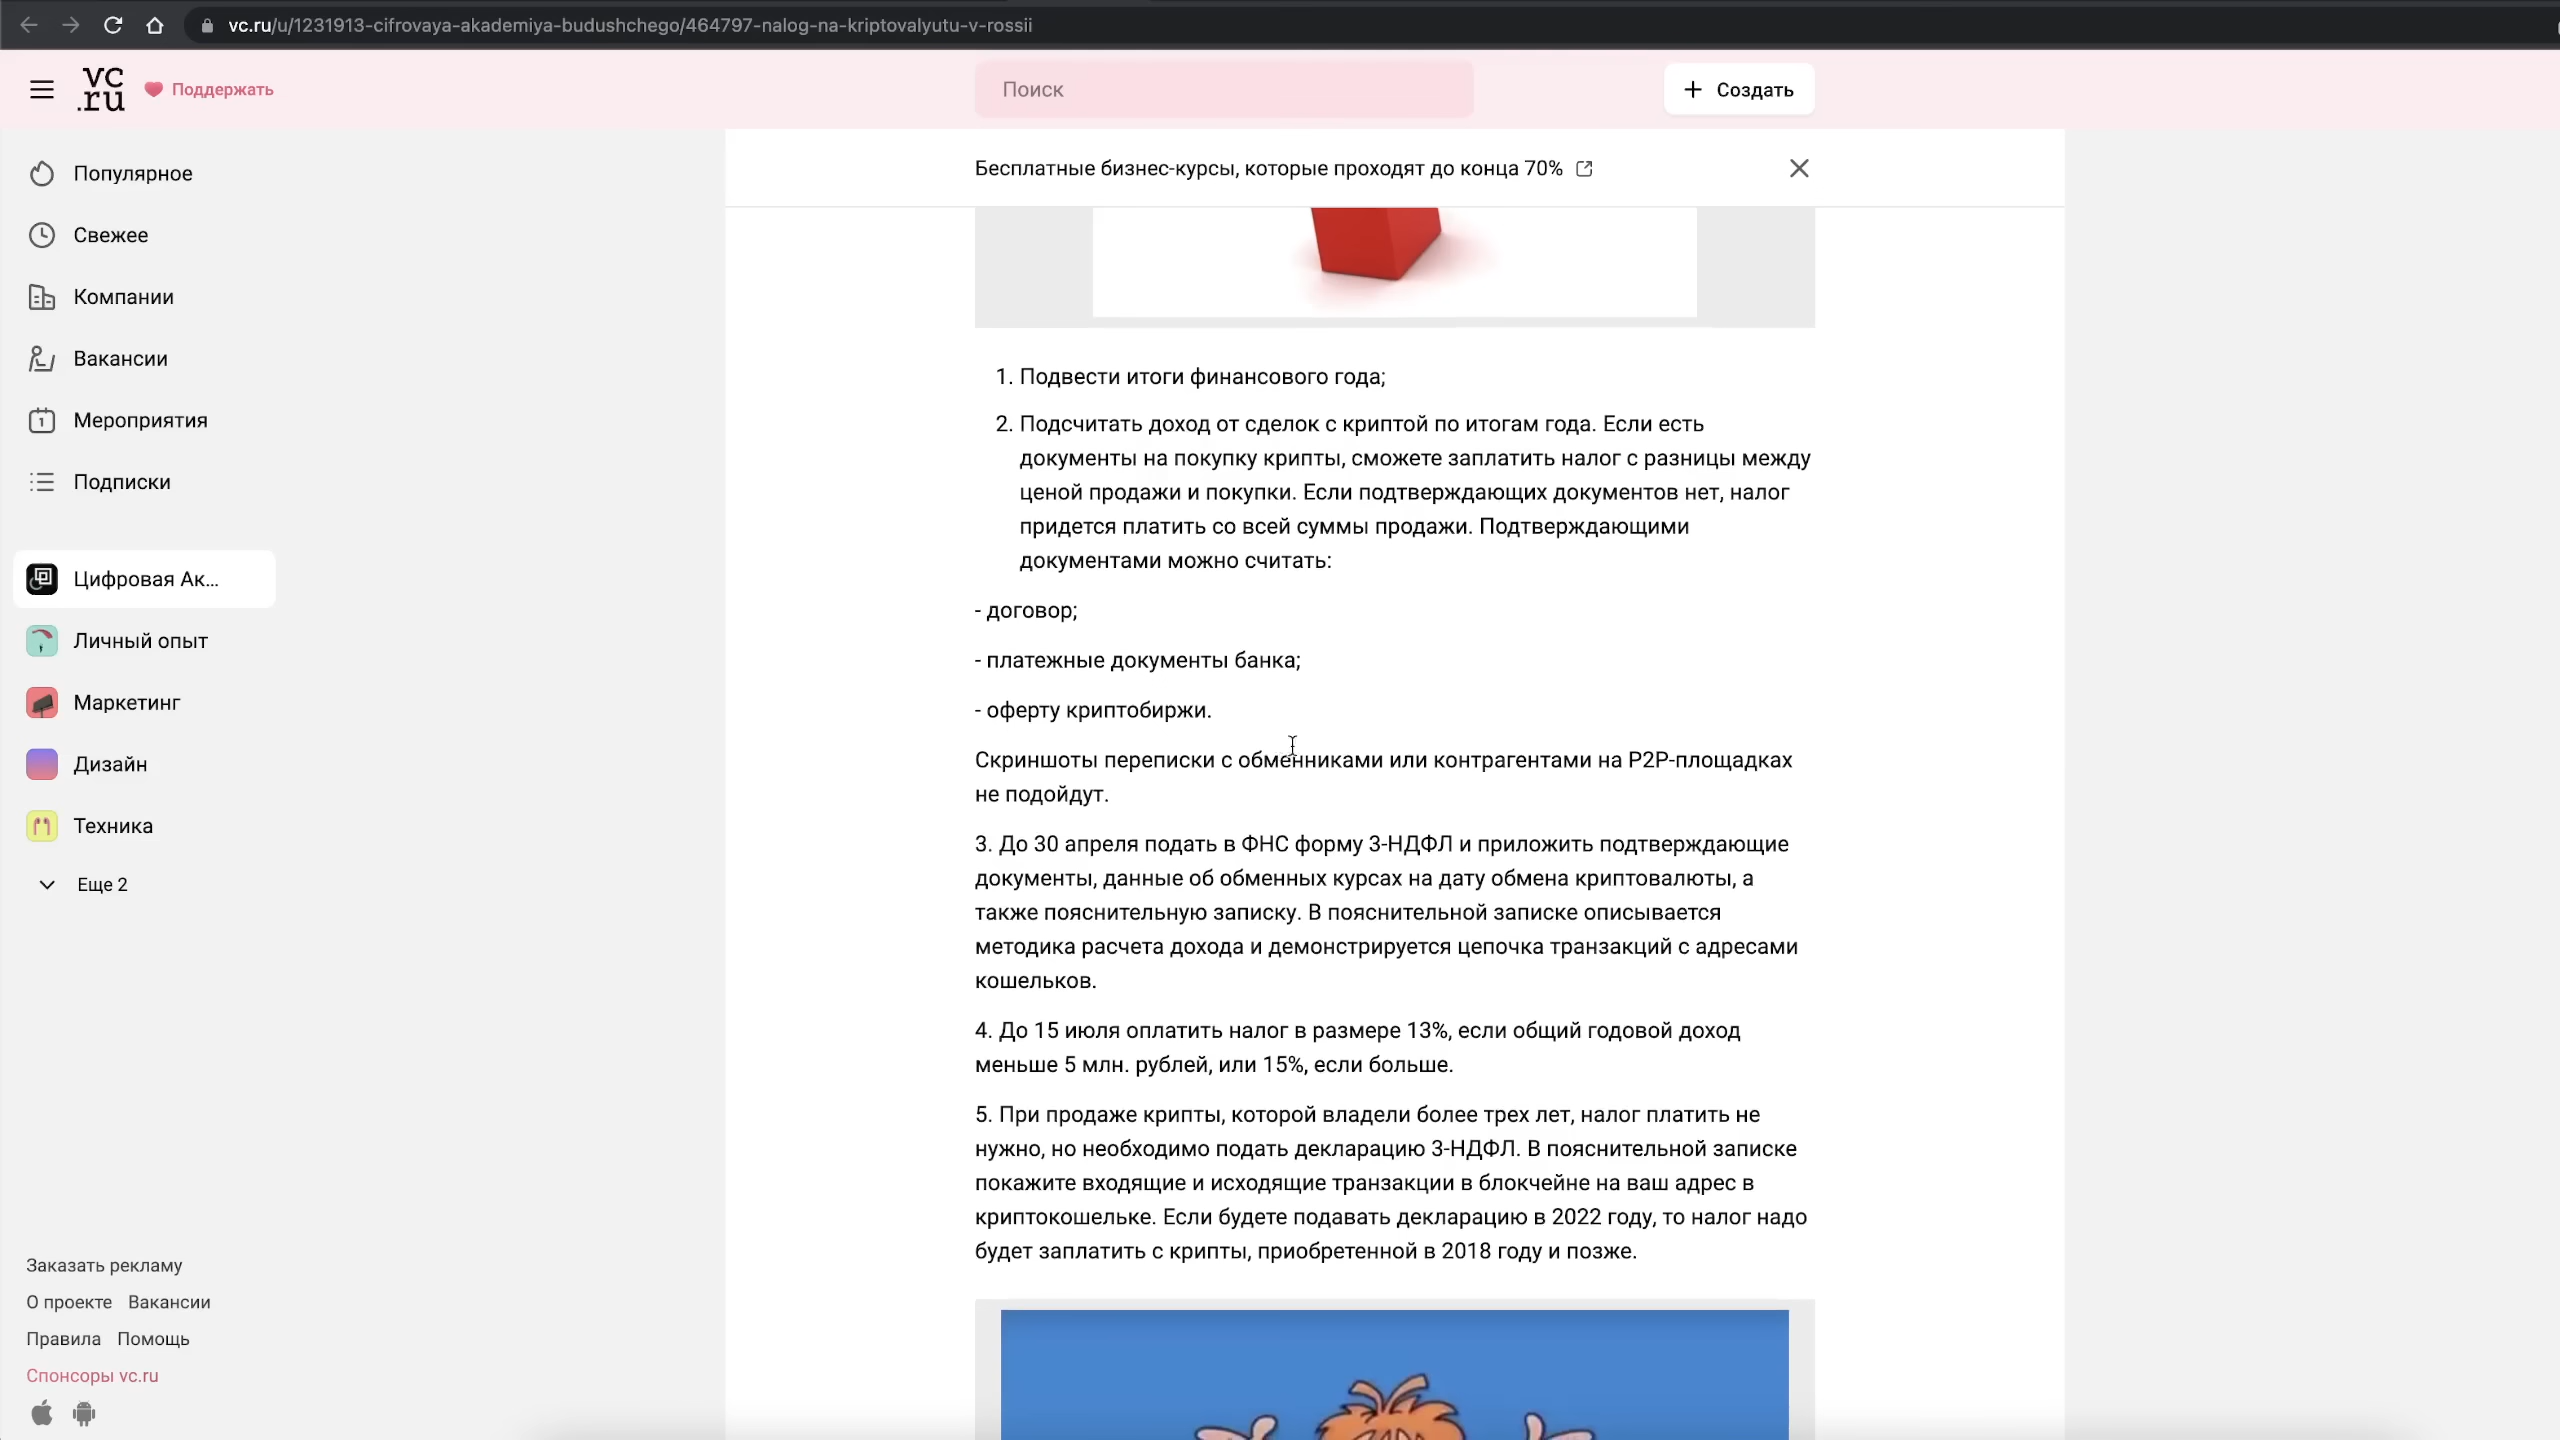 vc.ru/u/1231913-cifrovaya-akademiya-budushchego/464797-nalog-na-kriptovalyutu-v-rossii
vc
.ru
Поддержать
Поиск
+ Создать
Популярное
Свежее
Компании
Вакансии
Мероприятия
Подписки
Цифровая Ак...
Личный опыт
Маркетинг
Дизайн
Техника
Еще 2
Заказать рекламу
О проекте Вакансии
Правила Помощь
Спонсоры vc.ru
Бесплатные бизнес-курсы, которые проходят до конца 70%
1. Подвести итоги финансового года;
2. Подсчитать доход от сделок с криптой по итогам года. Если есть
документы на покупку крипты, сможете заплатить налог с разницы между
ценой продажи и покупки. Если подтверждающих документов нет, налог
придется платить со всей суммы продажи. Подтверждающими
документами можно считать:
- договор;
- платежные документы банка;
- оферту криптобиржи.
Скриншоты переписки с обменниками или контрагентами на P2P-площадках
не подойдут.
3. До 30 апреля подать в ФНС форму 3-НДФЛ и приложить подтверждающие
документы, данные об обменных курсах на дату обмена криптовалюты, а
также пояснительную записку. В пояснительной записке описывается
методика расчета дохода и демонстрируется цепочка транзакций с адресами
кошельков.
4. До 15 июля оплатить налог в размере 13%, если общий годовой доход
меньше 5 млн. рублей, или 15%, если больше.
5. При продаже крипты, которой владели более трех лет, налог платить не
нужно, но необходимо подать декларацию 3-НДФЛ. В пояснительной записке
покажите входящие и исходящие транзакции в блокчейне на ваш адрес в
криптокошельке. Если будете подавать декларацию в 2022 году, то налог надо
будет заплатить с крипты, приобретенной в 2018 году и позже.